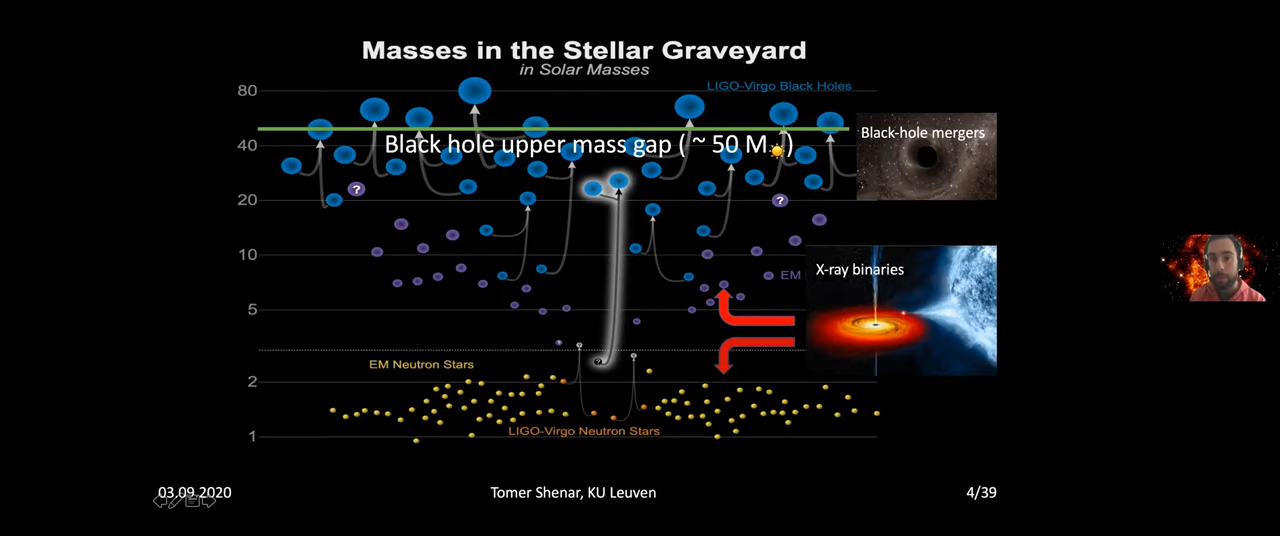 Masses in the Stellar Graveyard
in Solar Masses
LIGO-Virgo Black Holes
80
Black hole upper mass gap ( ~ 50 M☀)
40
Black-hole mergers
?
20
?
10
X-ray binaries
EM
5
?
?
?
?
EM Neutron Stars
2
LIGO-Virgo Neutron Stars
1
03.09.2020
Tomer Shenar, KU Leuven
4/39